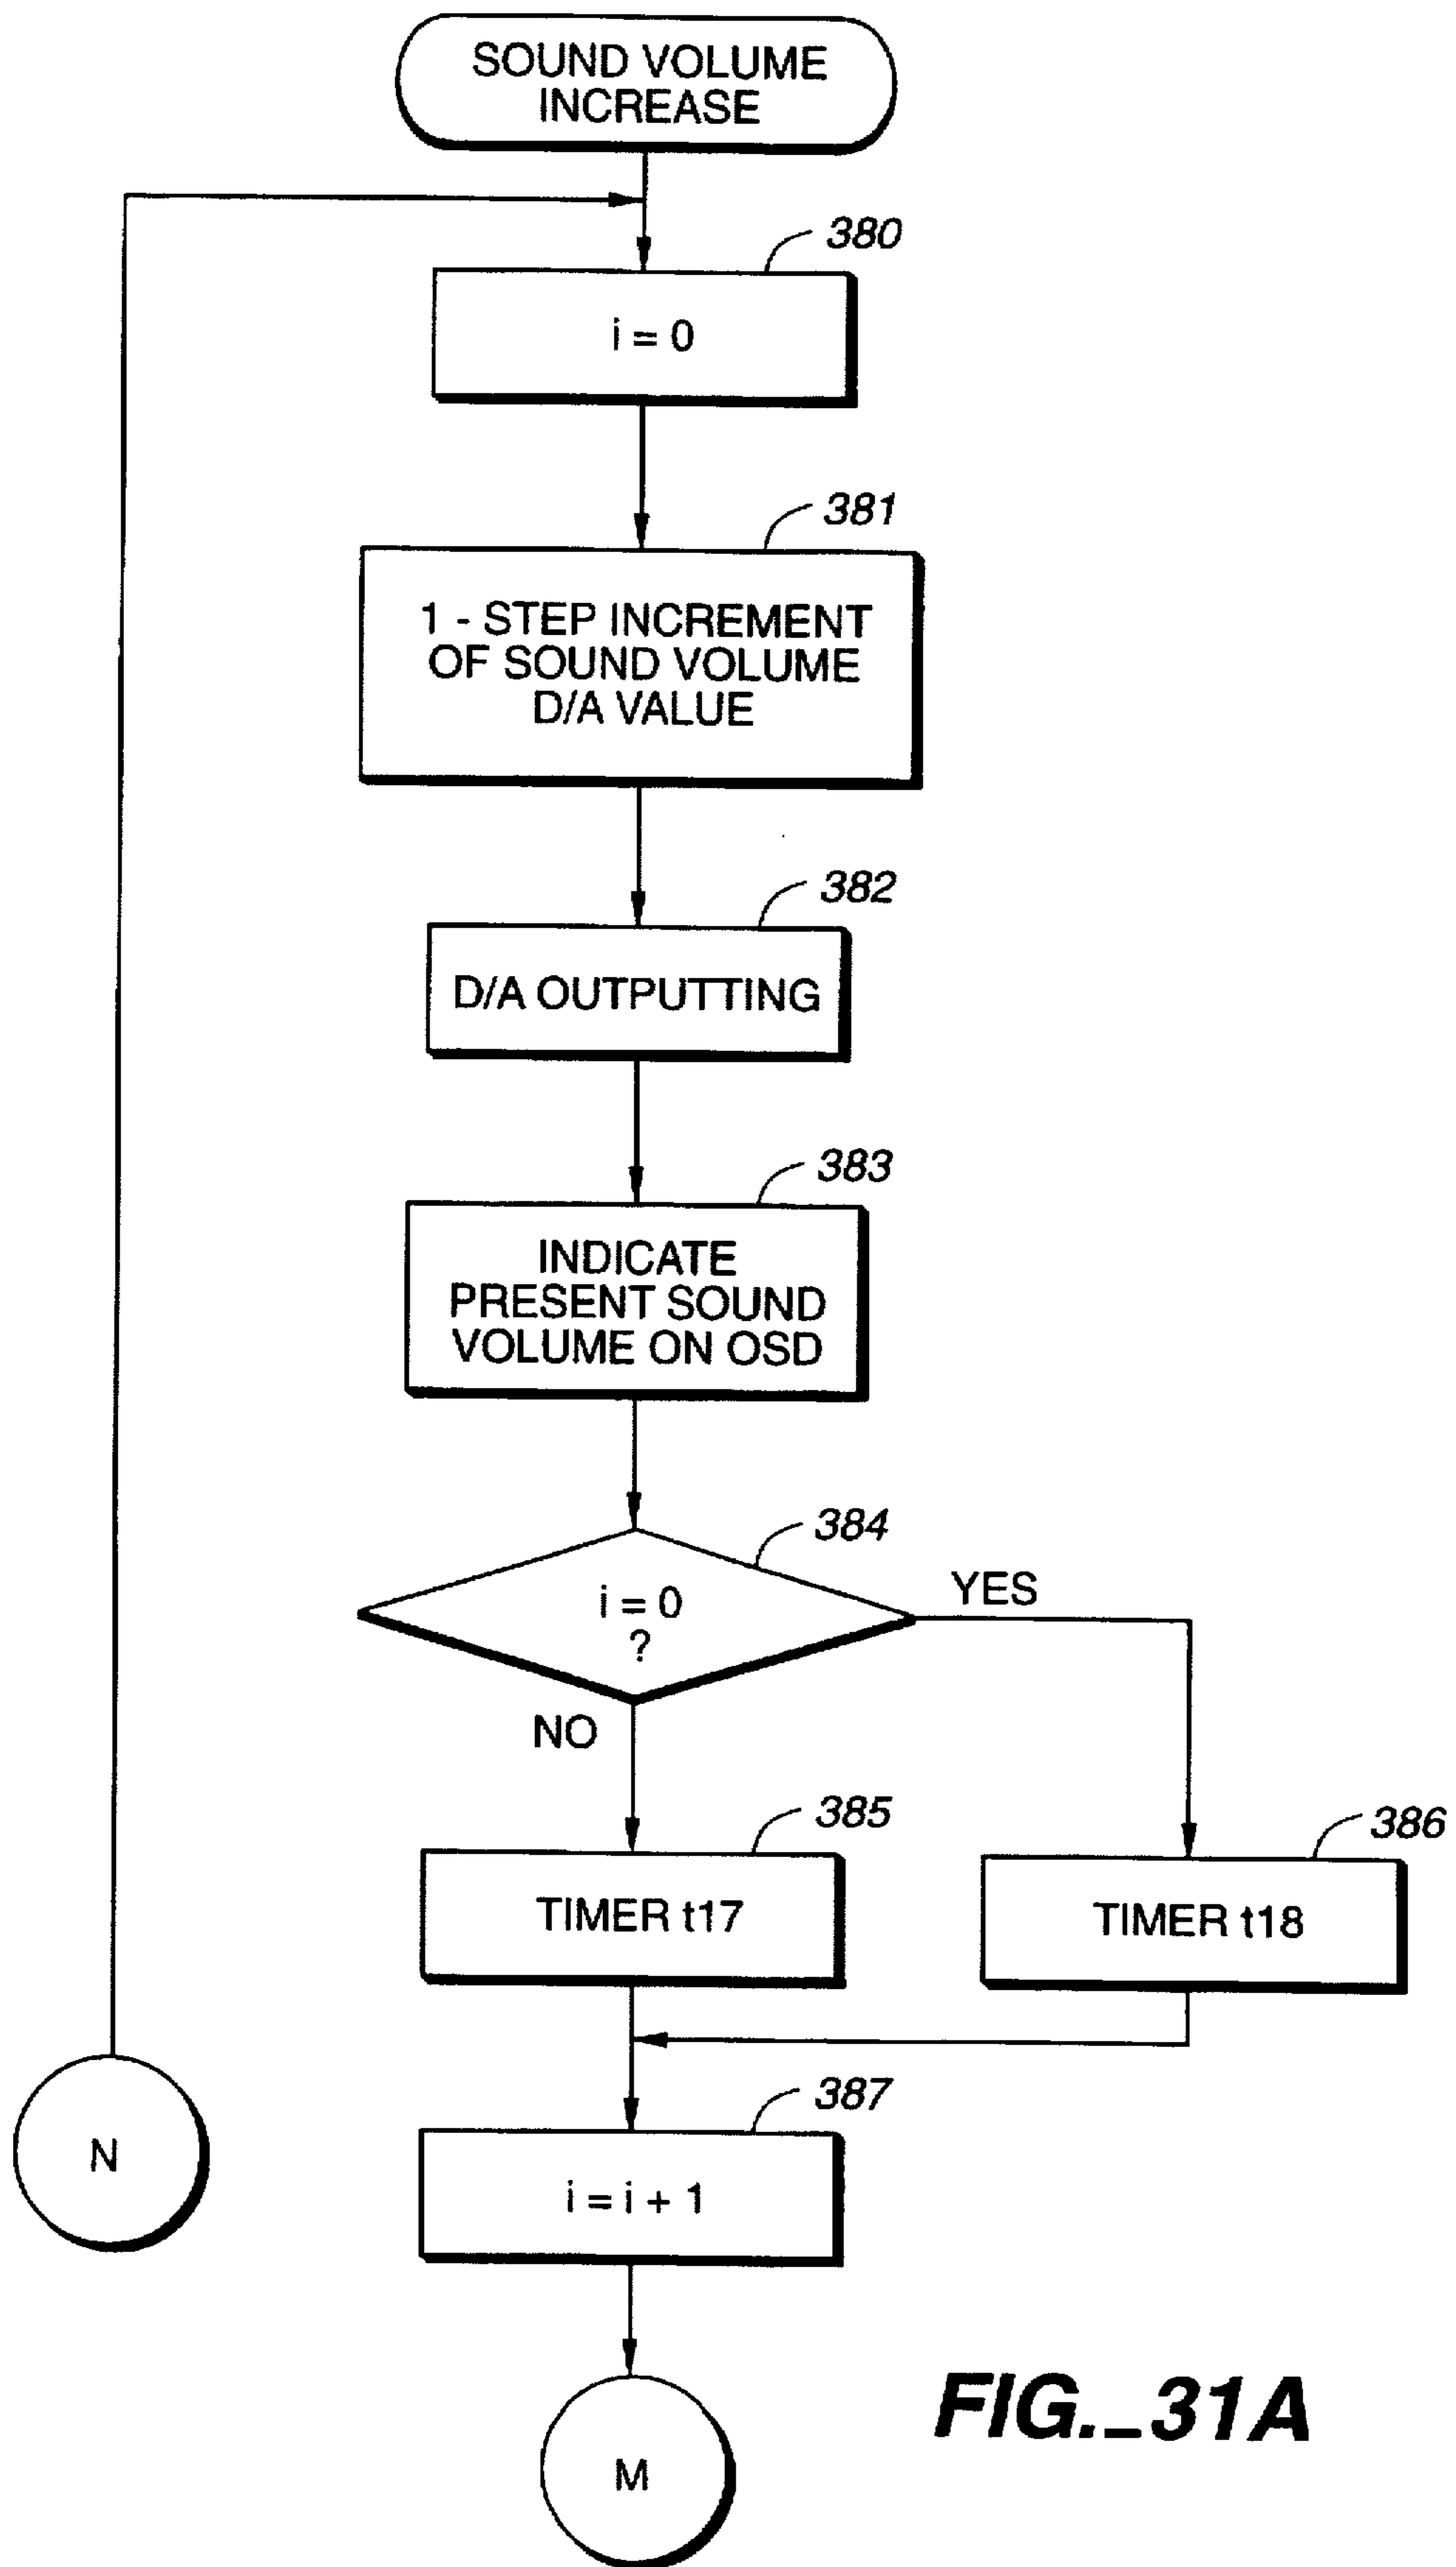 SOUND VOLUME
INCREASE
380
i = 0
381
1 - STEP INCREMENT
OF SOUND VOLUME
D/A VALUE
382
D/A OUTPUTTING
383
INDICATE
PRESENT SOUND
VOLUME ON OSD
384
i = 0
?
YES
NO
385
TIMER t17
386
TIMER t18
387
i = i + 1
N
M
FIG._31A